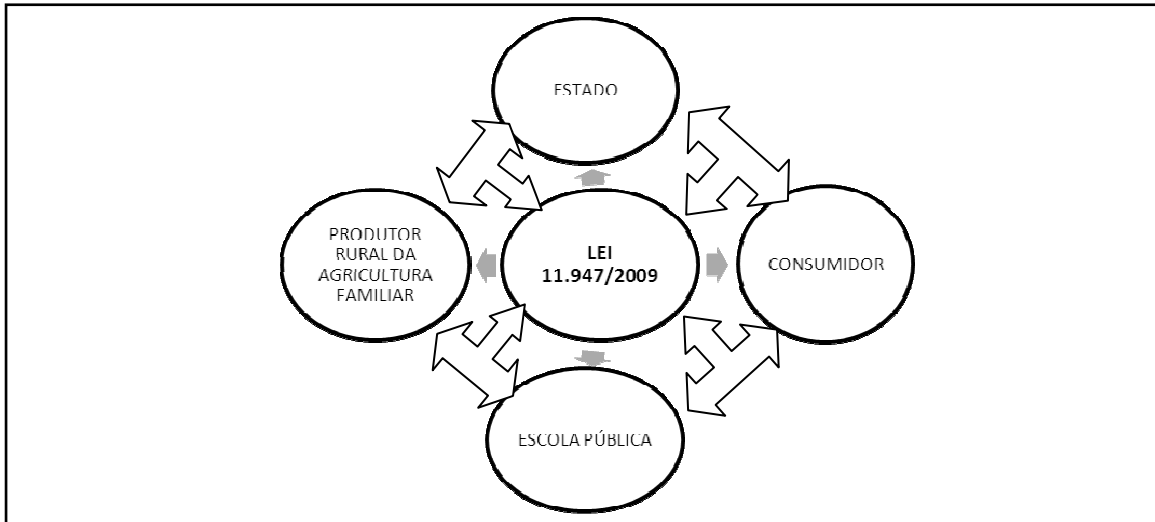 ESTADO
PRODUTOR
RURAL DA
AGRICULTURA
FAMILIAR
LEI
11.947/2009
CONSUMIDOR
ESCOLA PÚBLICA